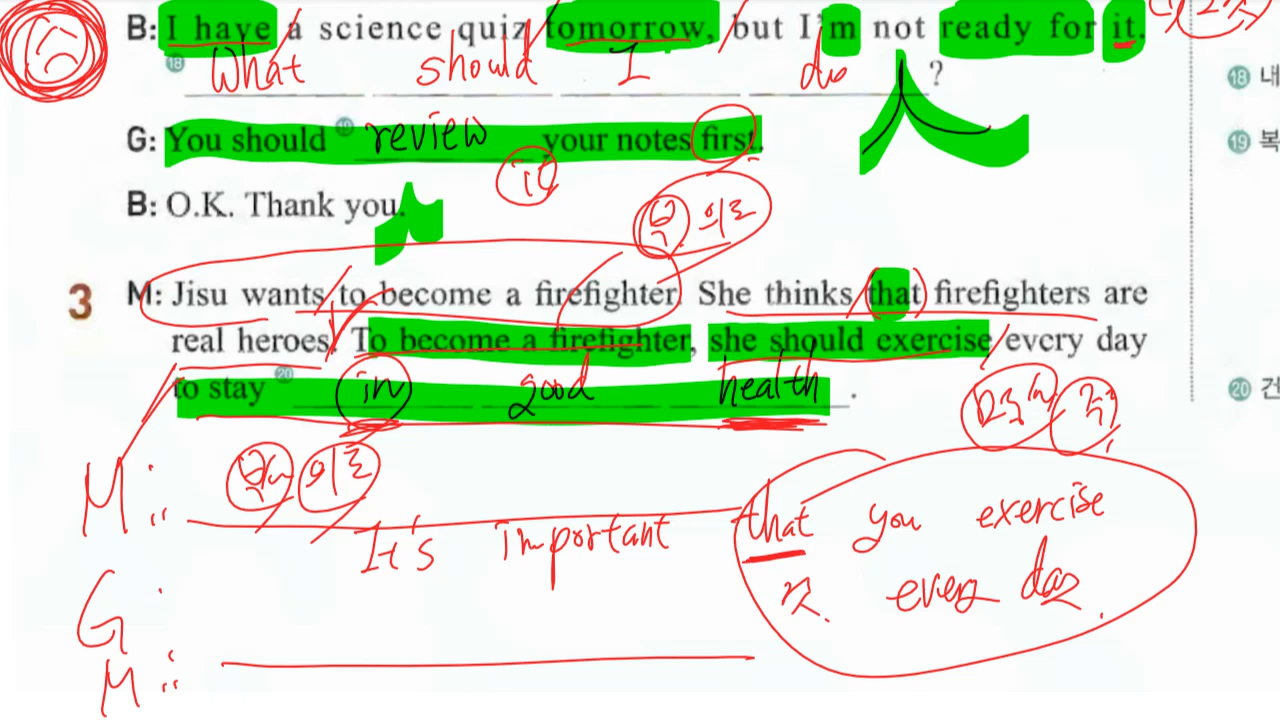 B: I have a science quiz tomorrow, but I'm not ready for it.
⑱ What should I do ?
⑱ 내
G: You should ⑲ review your notes first.
⑲ 복
B: O.K. Thank you.
의로
3 M: Jisu wants to become a firefighter. She thinks (that) firefighters are
real heroes. To become a firefighter, she should exercise every day
to stay ⑳ in good health.
⑳ 건
M:
It's important that you exercise
every day.
G:
M: